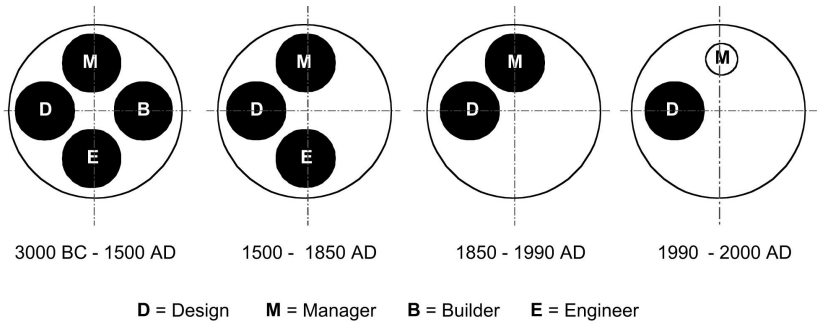 M M M M
D B D D D
E E
3000 BC - 1500 AD 1500 - 1850 AD 1850 - 1990 AD 1990 - 2000 AD
D = Design M = Manager B = Builder E = Engineer